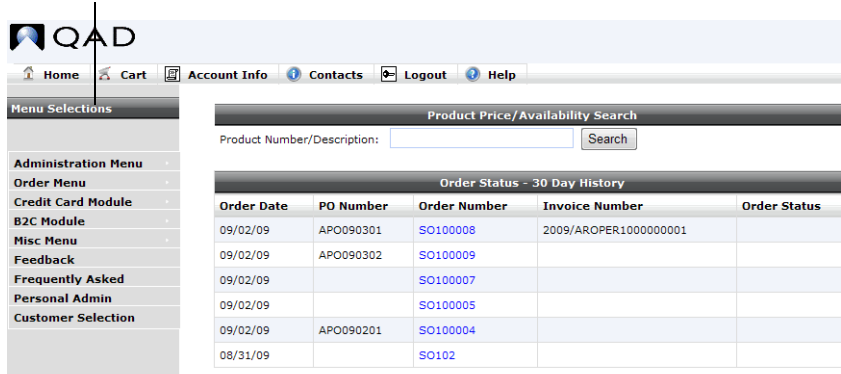 QAD
Home Cart Account Info Contacts Logout Help
Menu Selections
Administration Menu
Order Menu
Credit Card Module
B2C Module
Misc Menu
Feedback
Frequently Asked
Personal Admin
Customer Selection
Product Price/Availability Search
Product Number/Description: Search
Order Status - 30 Day History
Order Date PO Number Order Number Invoice Number Order Status
09/02/09 APO090301 SO100008 2009/AROPER1000000001
09/02/09 APO090302 SO100009
09/02/09 SO100007
09/02/09 SO100005
09/02/09 APO090201 SO100004
08/31/09 SO102